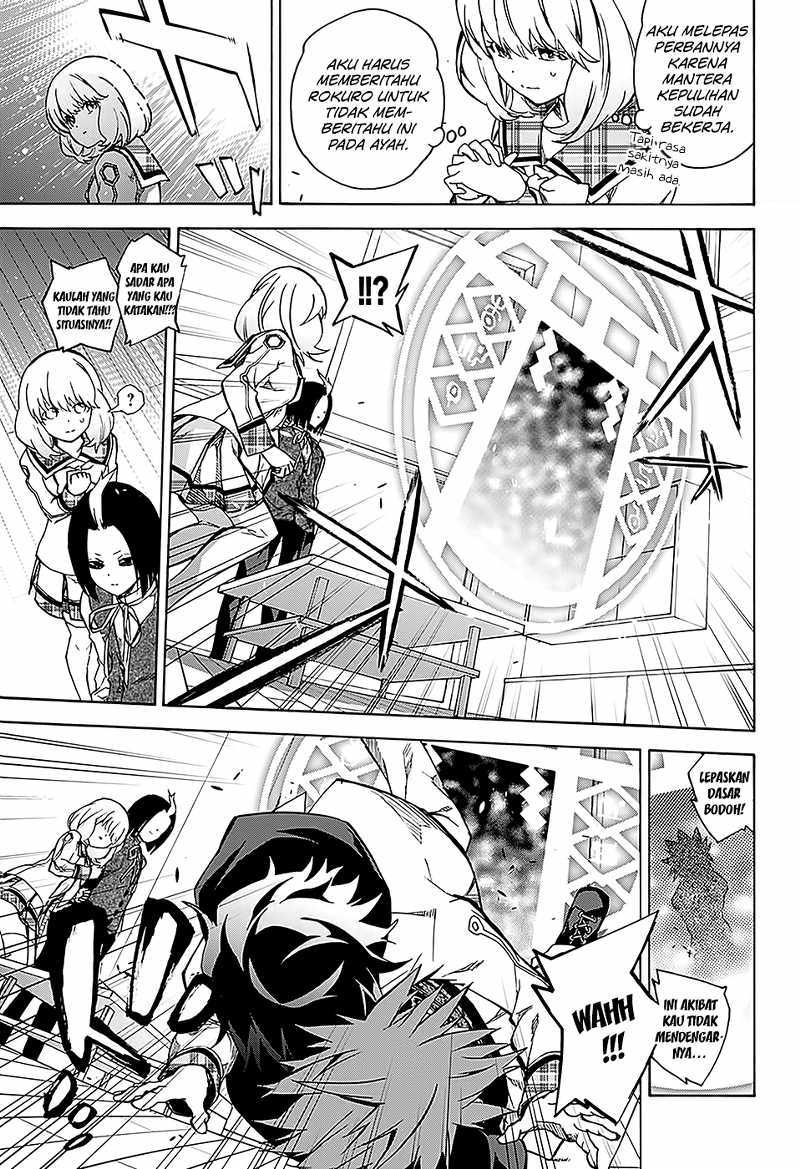 AKU MELEPAS
PERBANNYA
KARENA
MANTERA
KEPULIHAN
SUDAH
BEKERJA.
Tapi rasa
sakitnya
Masih ada.
AKU HARUS
MEMBERITAHU
ROKURO UNTUK
TIDAK MEM-
BERITAHU INI
PADA AYAH.
!!?
APA KAU
SADAR APA
YANG KAU
KATAKAN!!?
KAULAH YANG
TIDAK TAHU
SITUASINYA!!
?
LEPASKAN
DASAR
BODOH!
INI AKIBAT
KAU TIDAK
MENDENGAR-
NYA...
WAHH
!!!